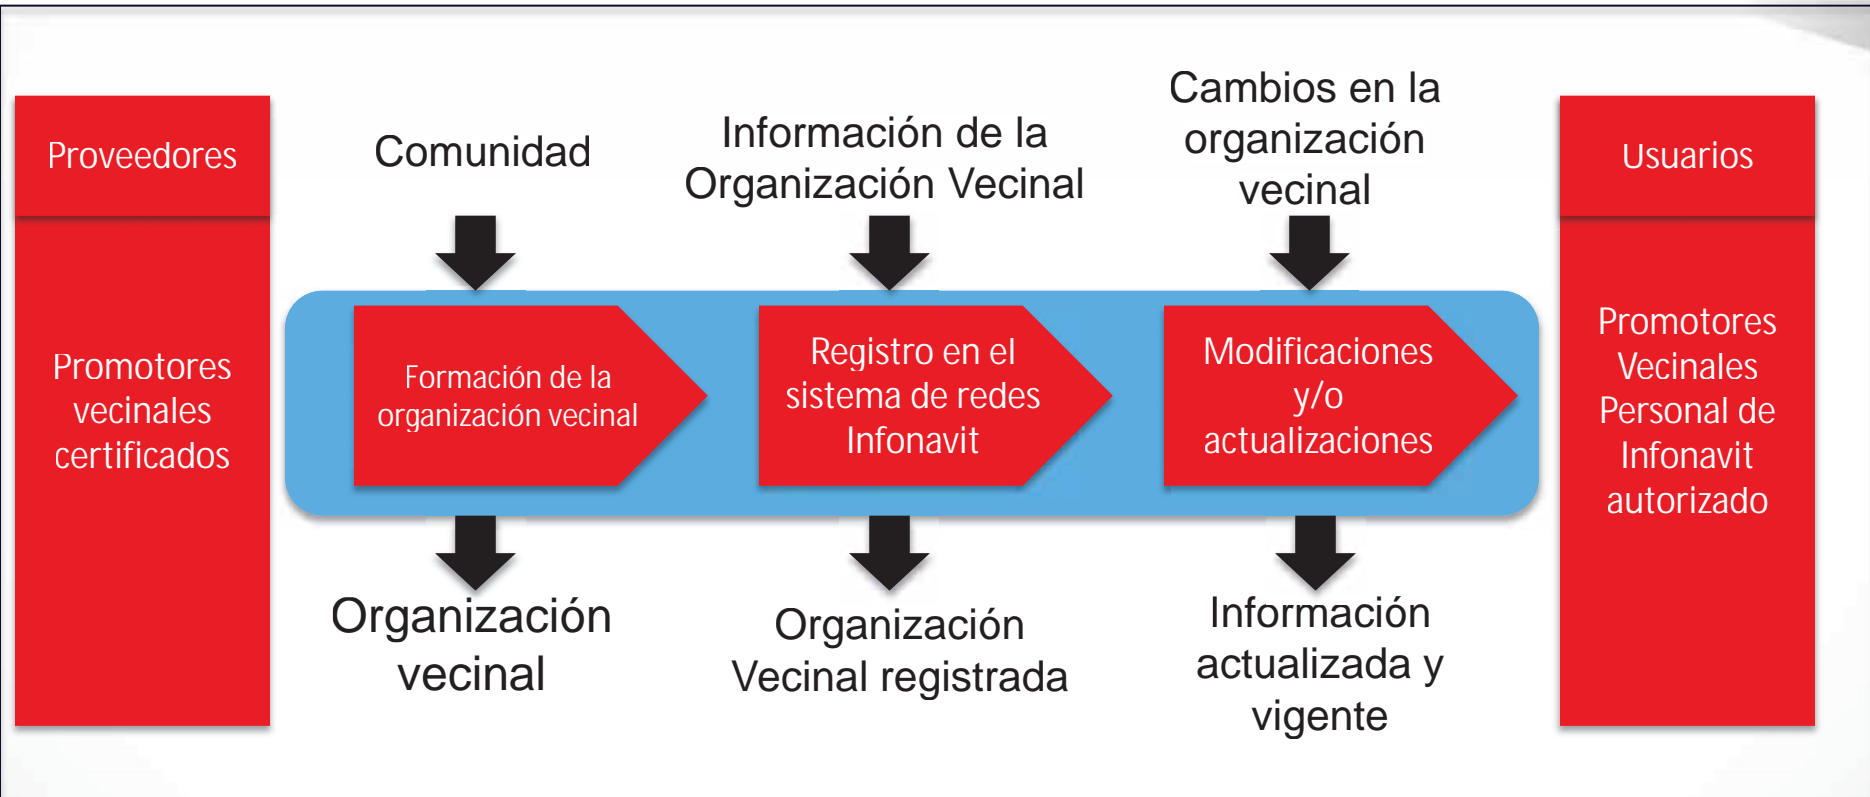 Proveedores
Promotores
vecinales
certificados
Comunidad
Formación de la
organización vecinal
Organización
vecinal
Información de la
Organización Vecinal
Registro en el
sistema de redes
Infonavit
Organización
Vecinal registrada
Cambios en la
organización
vecinal
Modificaciones
y/o
actualizaciones
Información
actualizada y
vigente
Usuarios
Promotores
Vecinales
Personal de
Infonavit
autorizado